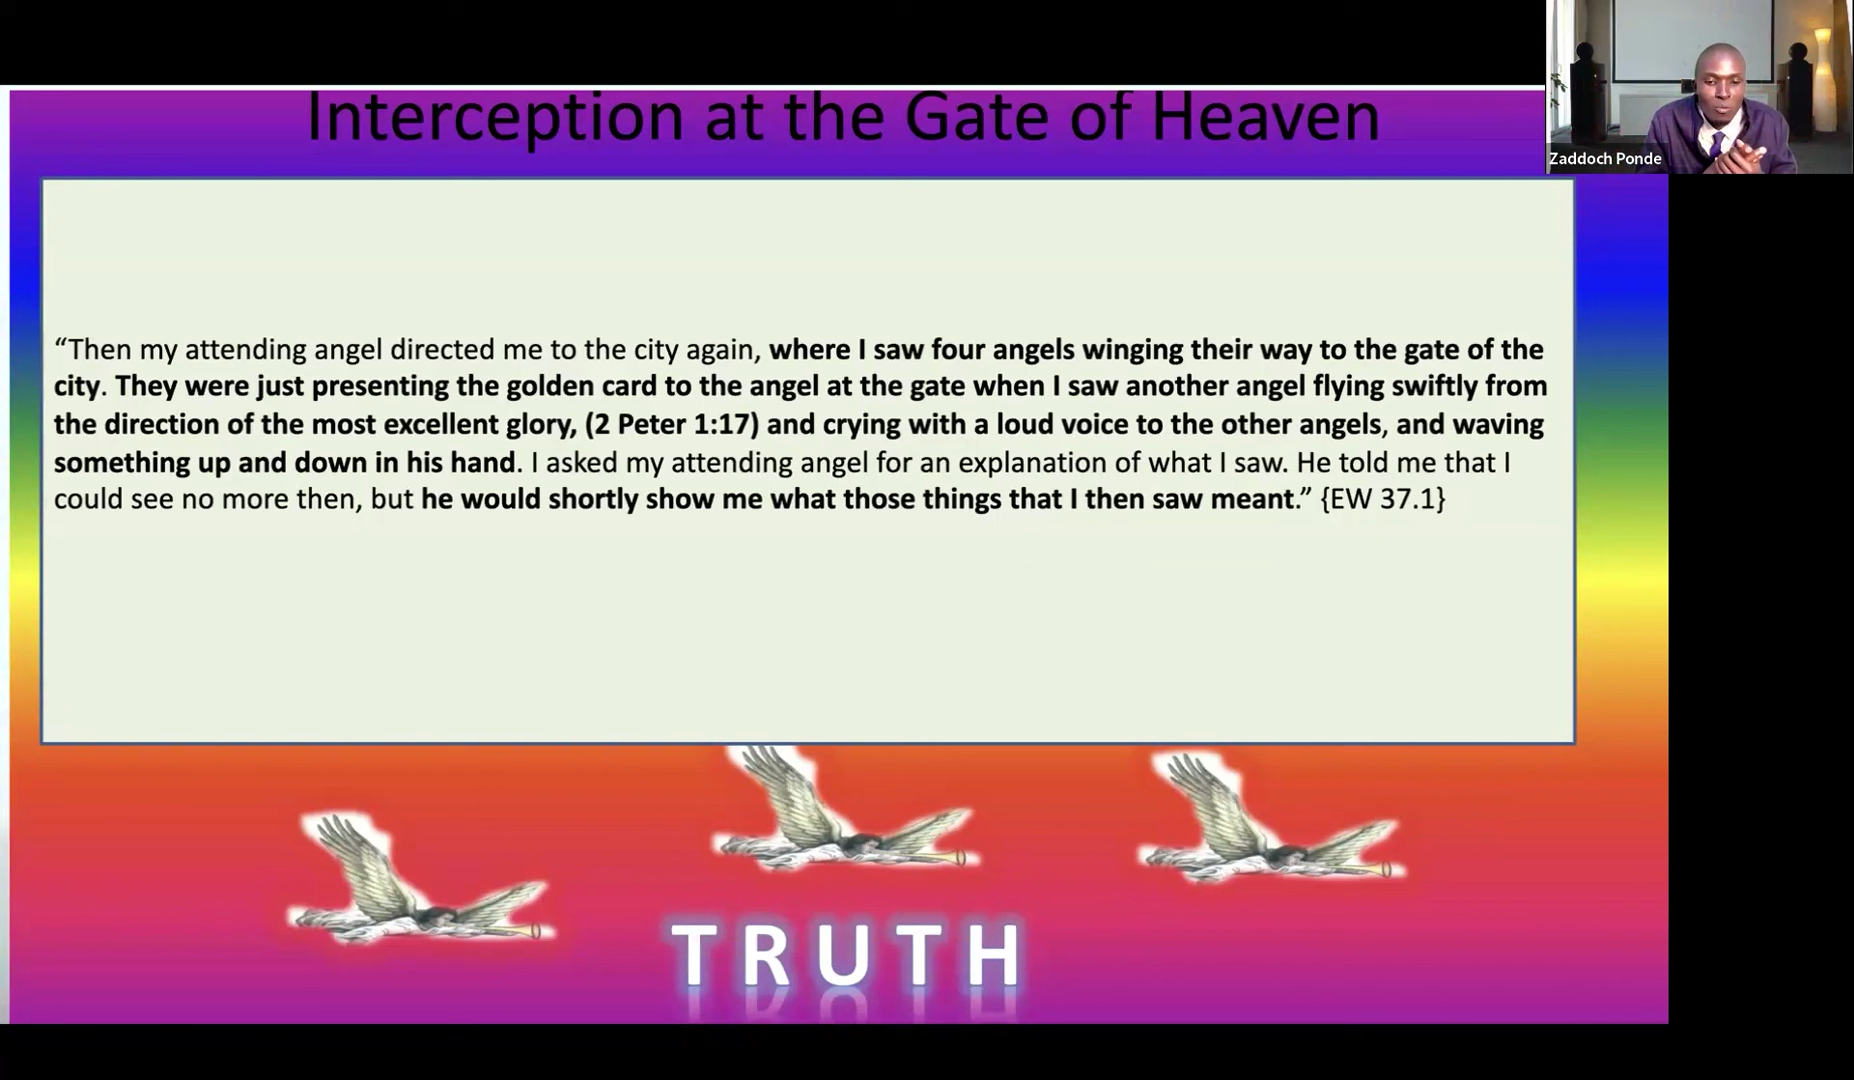 Interception at the Gate of Heaven
Zaddoch Ponde
“Then my attending angel directed me to the city again, where I saw four angels winging their way to the gate of the
city. They were just presenting the golden card to the angel at the gate when I saw another angel flying swiftly from
the direction of the most excellent glory, (2 Peter 1:17) and crying with a loud voice to the other angels, and waving
something up and down in his hand. I asked my attending angel for an explanation of what I saw. He told me that I
could see no more then, but he would shortly show me what those things that I then saw meant.” {EW 37.1}
TRUTH